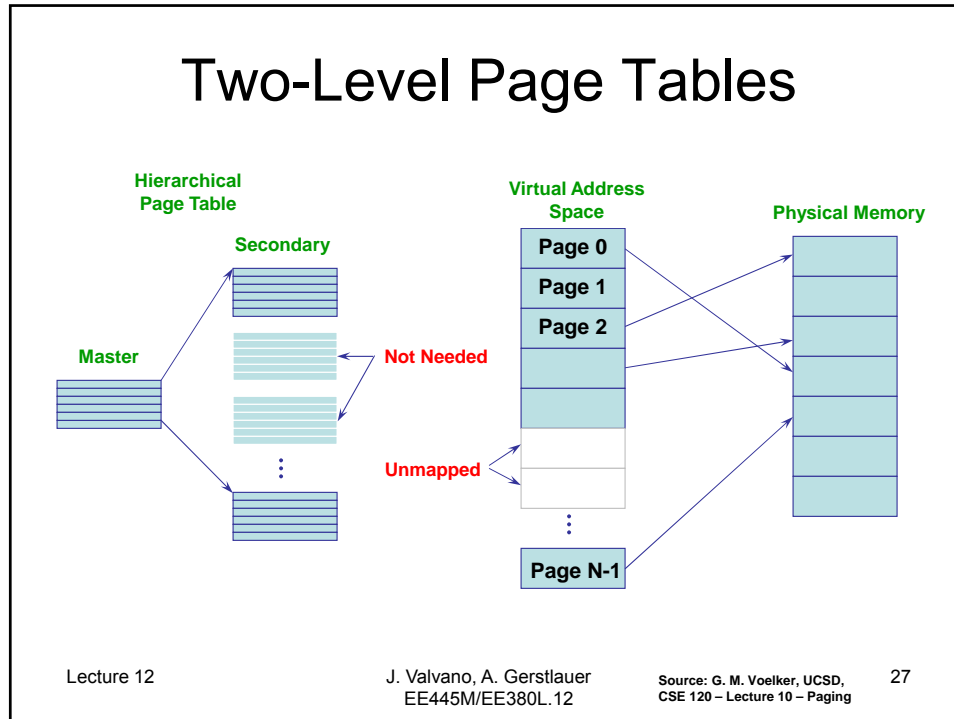 Two-Level Page Tables
Hierarchical
Page Table
Secondary
Master
Not Needed
Unmapped
Virtual Address
Space
Page 0
Page 1
Page 2
Page N-1
Physical Memory
Lecture 12
J. Valvano, A. Gerstlauer
EE445M/EE380L.12
Source: G. M. Voelker, UCSD,
CSE 120 – Lecture 10 – Paging
27